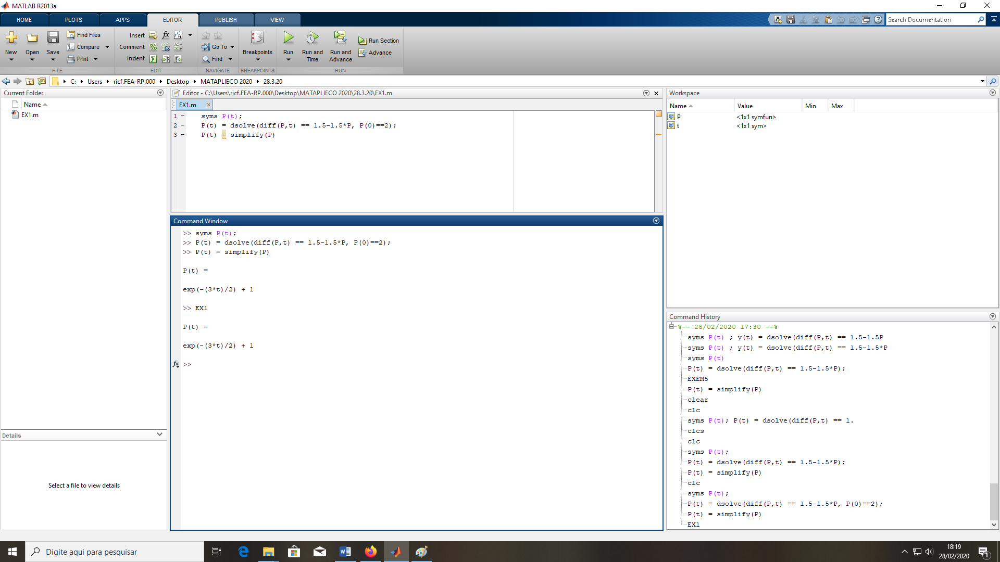 MATLAB R2013a
HOME PLOTS APPS EDITOR PUBLISH VIEW
Search Documentation
New Open Save Find Files Compare Print
Insert Comment Indent
Go To Find
Breakpoints
Run Run and Time Run and Advance Run Section Advance
FILE EDIT NAVIGATE BREAKPOINTS RUN
C: Users ricf.FEA-RP.000 Desktop MATAPLIECO 2020 28.3.20
Current Folder
Name
EX1.m
Details
Select a file to view details
Editor - C:\Users\ricf.FEA-RP.000\Desktop\MATAPLIECO 2020\28.3.20\EX1.m
EX1.m ×
1 – syms P(t);
2 – P(t) = dsolve(diff(P,t) == 1.5-1.5*P, P(0)==2);
3 – P(t) = simplify(P)
Command Window
>> syms P(t);
>> P(t) = dsolve(diff(P,t) == 1.5-1.5*P, P(0)==2);
>> P(t) = simplify(P)
P(t) =
exp(-(3*t)/2) + 1
>> EX1
P(t) =
exp(-(3*t)/2) + 1
fx >>
Workspace
Name Value Min Max
P <1x1 symfun>
t <1x1 sym>
Command History
%-- 28/02/2020 17:30 --%
syms P(t) ; y(t) = dsolve(diff(P,t) == 1.5-1.5P
syms P(t) ; y(t) = dsolve(diff(P,t) == 1.5-1.5*P
syms P(t)
P(t) = dsolve(diff(P,t) == 1.5-1.5*P);
EXEM5
P(t) = simplify(P)
clear
clc
syms P(t); P(t) = dsolve(diff(P,t) == 1.
clcs
clc
syms P(t);
P(t) = dsolve(diff(P,t) == 1.5-1.5*P);
P(t) = simplify(P)
clc
syms P(t);
P(t) = dsolve(diff(P,t) == 1.5-1.5*P, P(0)==2);
P(t) = simplify(P)
EX1
Digite aqui para pesquisar
18:19
28/02/2020
1